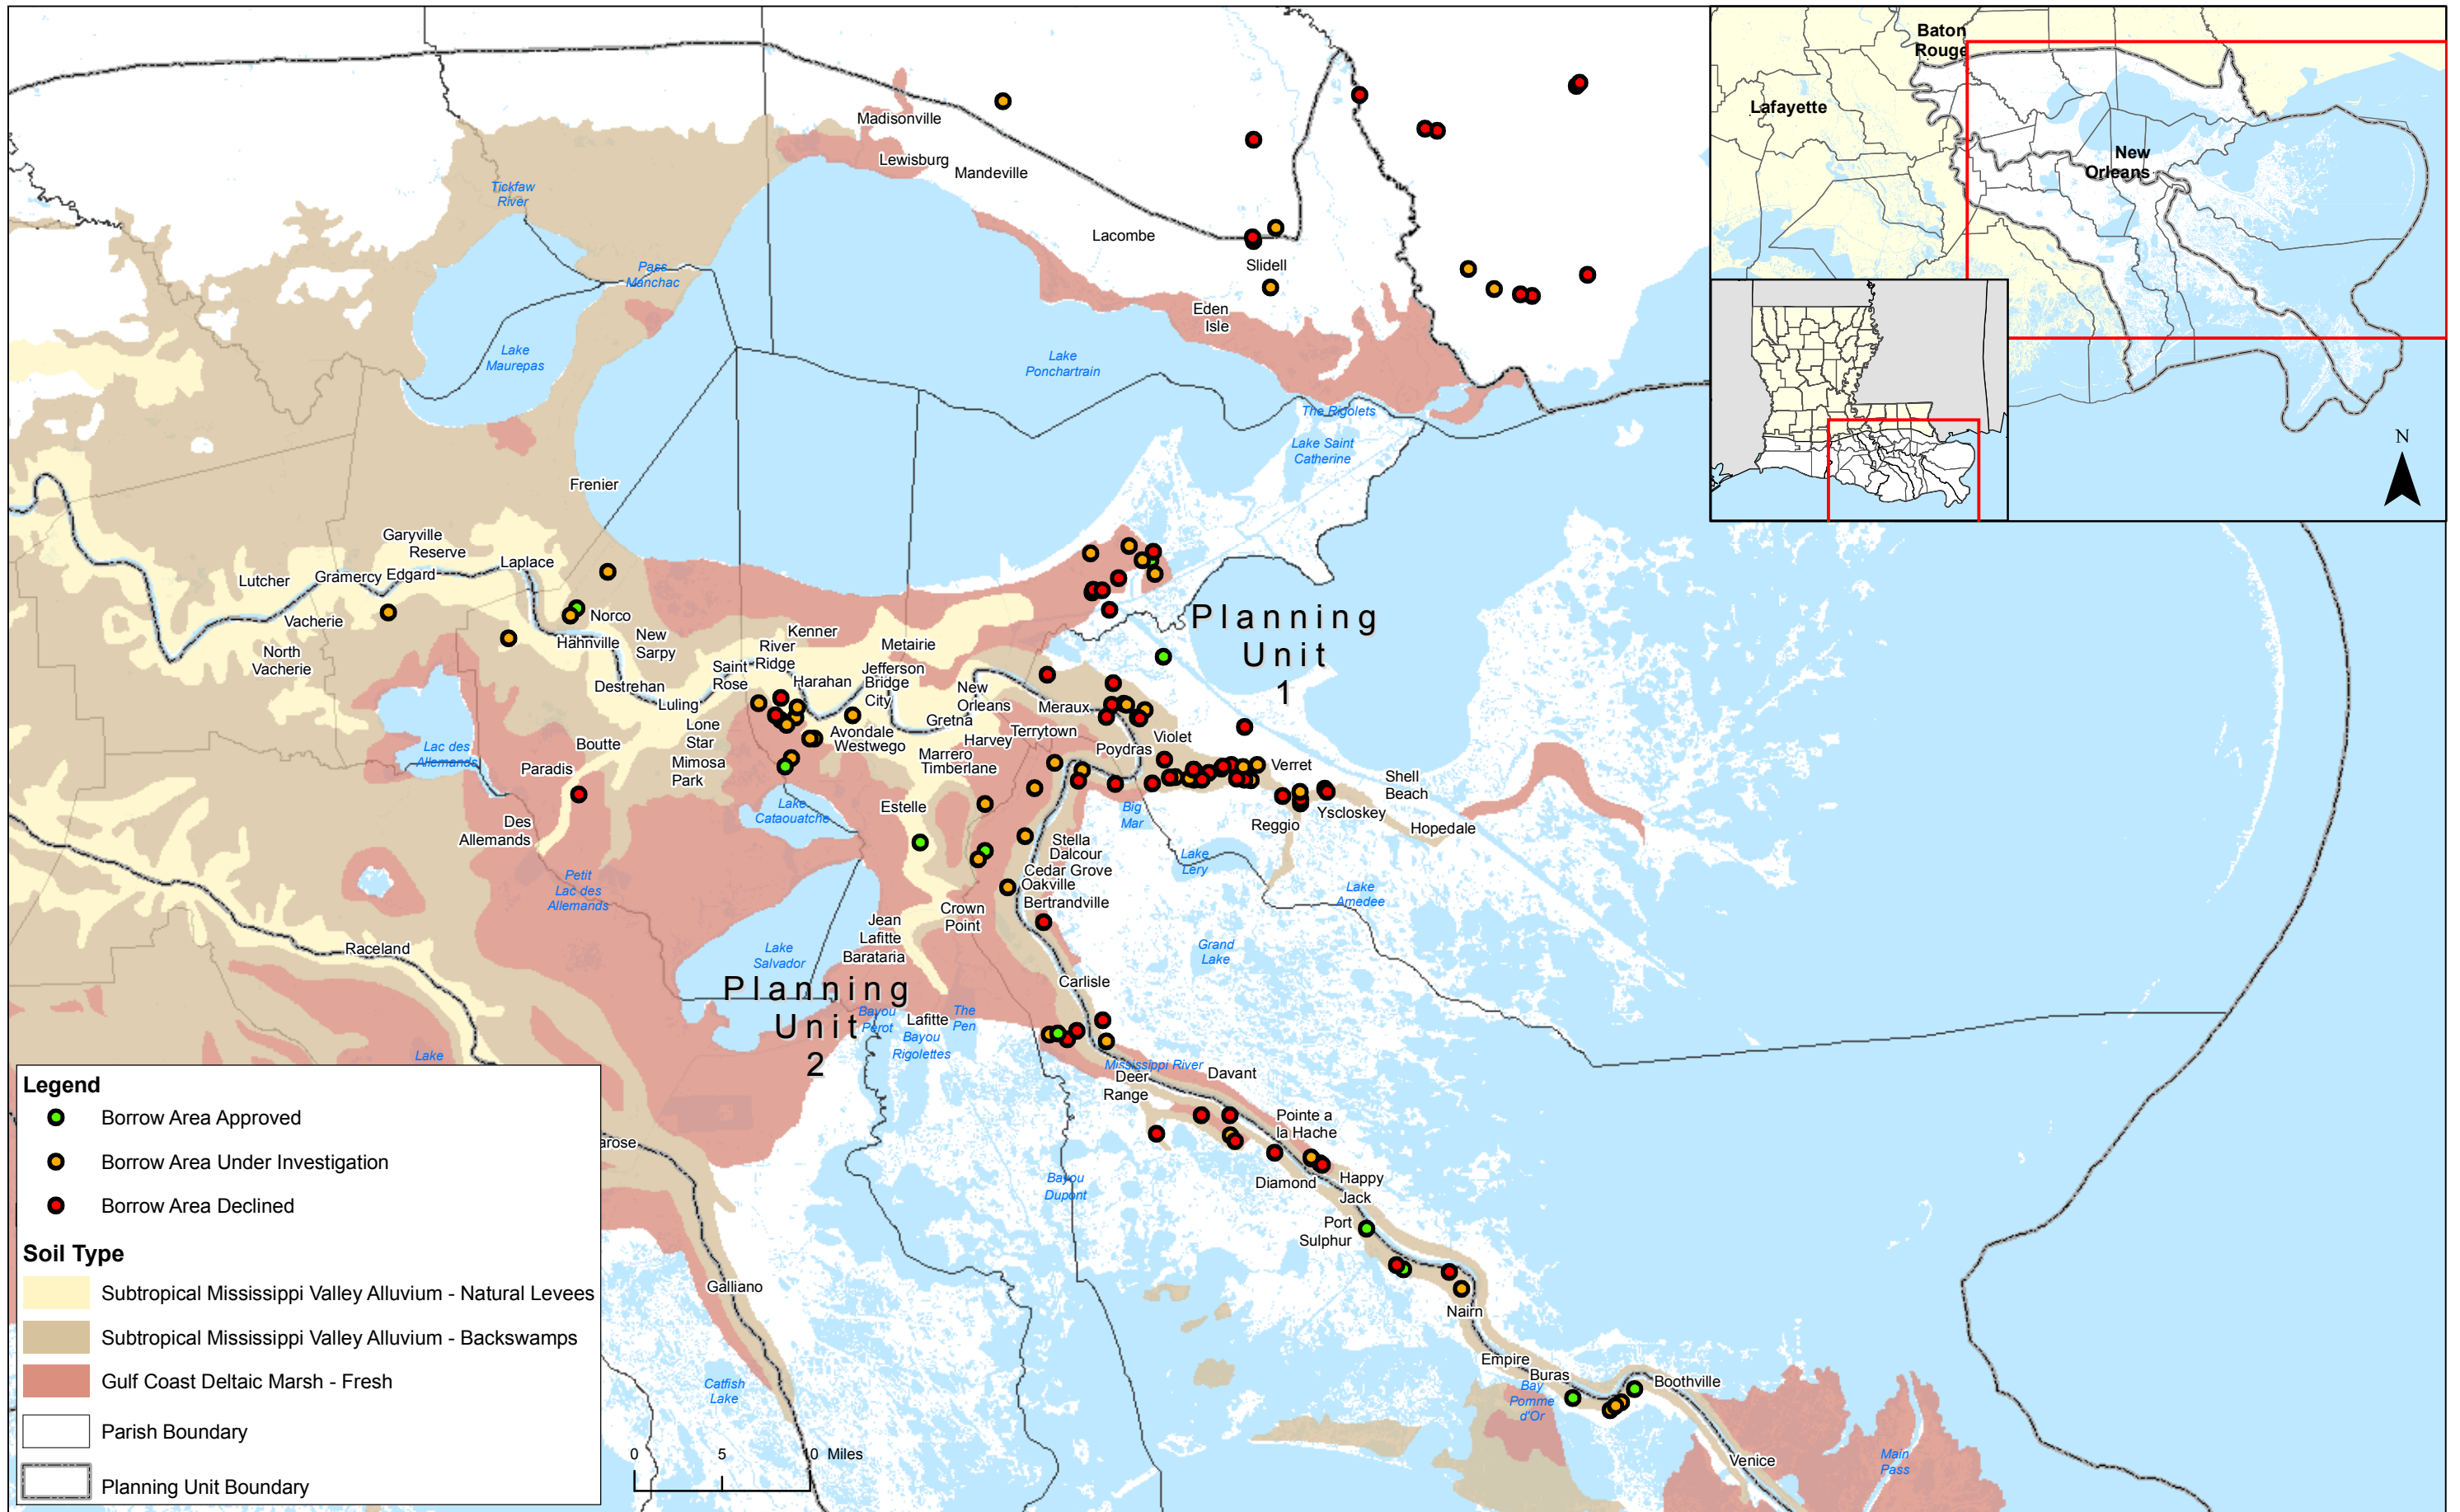 Baton
Rouge
Lafayette
New
Orleans
N
Madisonville
Lewisburg
Mandeville
Tickfaw
River
Lacombe
Pass
Manchac
Slidell
Eden
Isle
Lake
Maurepas
Lake
Ponchartrain
The Rigolets
Lake Saint
Catherine
Frenier
Garyville
Reserve
Laplace
Lutcher
Gramercy
Edgard
Vacherie
North
Vacherie
Norco
Hahnville
New
Sarpy
Kenner
River
Ridge
Metairie
Saint
Rose
Harahan
Jefferson
Bridge
City
Destrehan
Luling
New
Orleans
Gretna
Meraux
Planning
Unit
1
Lone
Star
Avondale
Westwego
Harvey
Terrytown
Violet
Poydras
Boutte
Lac des
Allemands
Paradis
Mimosa
Park
Marrero
Timberlane
Verret
Shell
Beach
Estelle
Lake
Cataouatche
Big
Mar
Reggio
Yscloskey
Hopedale
Des
Allemands
Stella
Dalcour
Cedar Grove
Oakville
Bertrandville
Lake
Lery
Lake
Amedee
Petit
Lac des
Allemands
Crown
Point
Jean
Lafitte
Barataria
Raceland
Lake
Salvador
Grand
Lake
Carlisle
Planning
Unit
2
Bayou
Perot
Lafitte
The
Pen
Bayou
Rigolettes
Lake
Mississippi River
Deer
Range
Davant
Pointe a
la Hache
arose
Bayou
Dupont
Diamond
Happy
Jack
Port
Sulphur
Galliano
Nairn
Empire
Buras
Bay
Pomme
d'Or
Boothville
Catfish
Lake
Venice
Main
Pass
Legend
Borrow Area Approved
Borrow Area Under Investigation
Borrow Area Declined
Soil Type
Subtropical Mississippi Valley Alluvium - Natural Levees
Subtropical Mississippi Valley Alluvium - Backswamps
Gulf Coast Deltaic Marsh - Fresh
Parish Boundary
Planning Unit Boundary
0 5 10 Miles